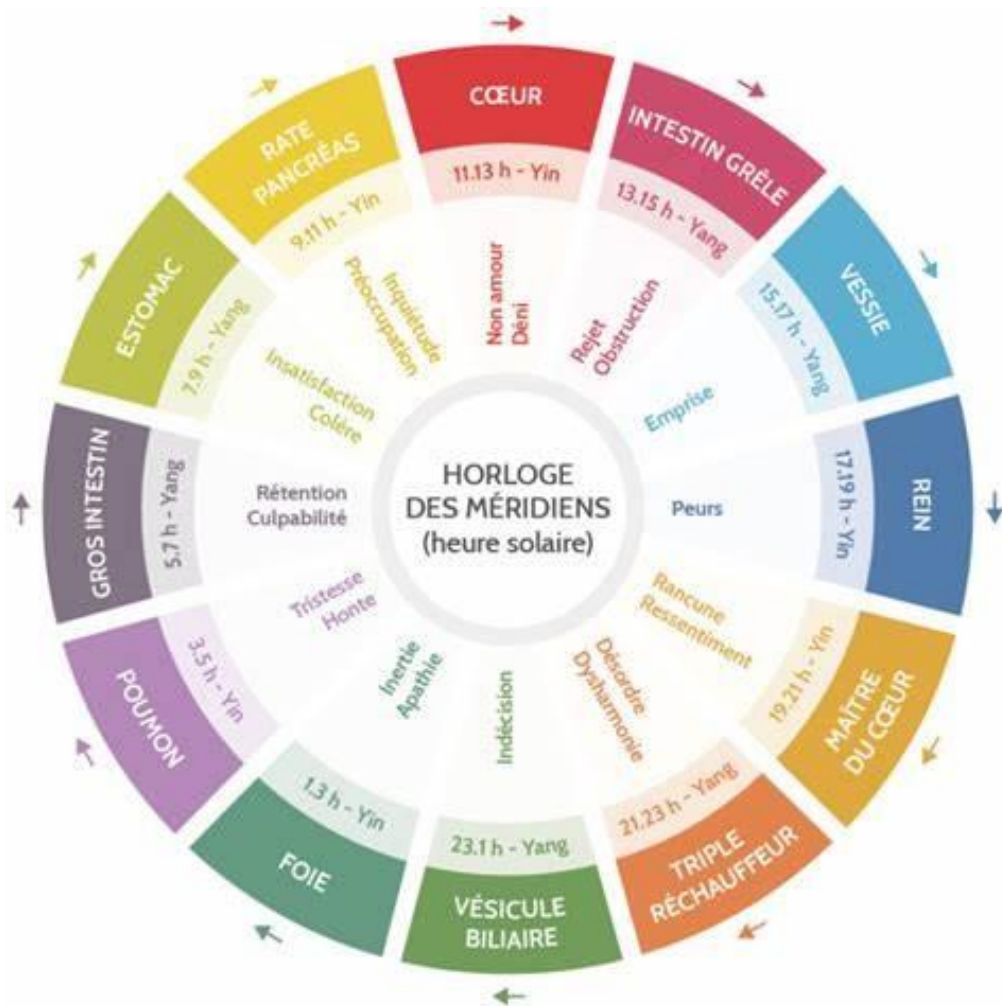 HORLOGE
DES MÉRIDIENS
(heure solaire)
CŒUR
11.13 h - Yin
Non amour
Déni
INTESTIN GRÊLE
13.15 h - Yang
Rejet
Obstruction
VESSIE
15.17 h - Yang
Emprise
REIN
17.19 h - Yin
Peurs
MAÎTRE
DU CŒUR
19.21 h - Yin
Rancune
Ressentiment
TRIPLE
RÉCHAUFFEUR
21.23 h - Yang
Désordre
Dysharmonie
VÉSICULE
BILIAIRE
23.1 h - Yang
Indécision
FOIE
1.3 h - Yin
Inertie
Apathie
POUMON
3.5 h - Yin
Tristesse
Honte
GROS INTESTIN
5.7 h - Yang
Rétention
Culpabilité
ESTOMAC
7.9 h - Yang
Insatisfaction
Colère
RATE
PANCRÉAS
9.11 h - Yin
Inquiétude
Préoccupation